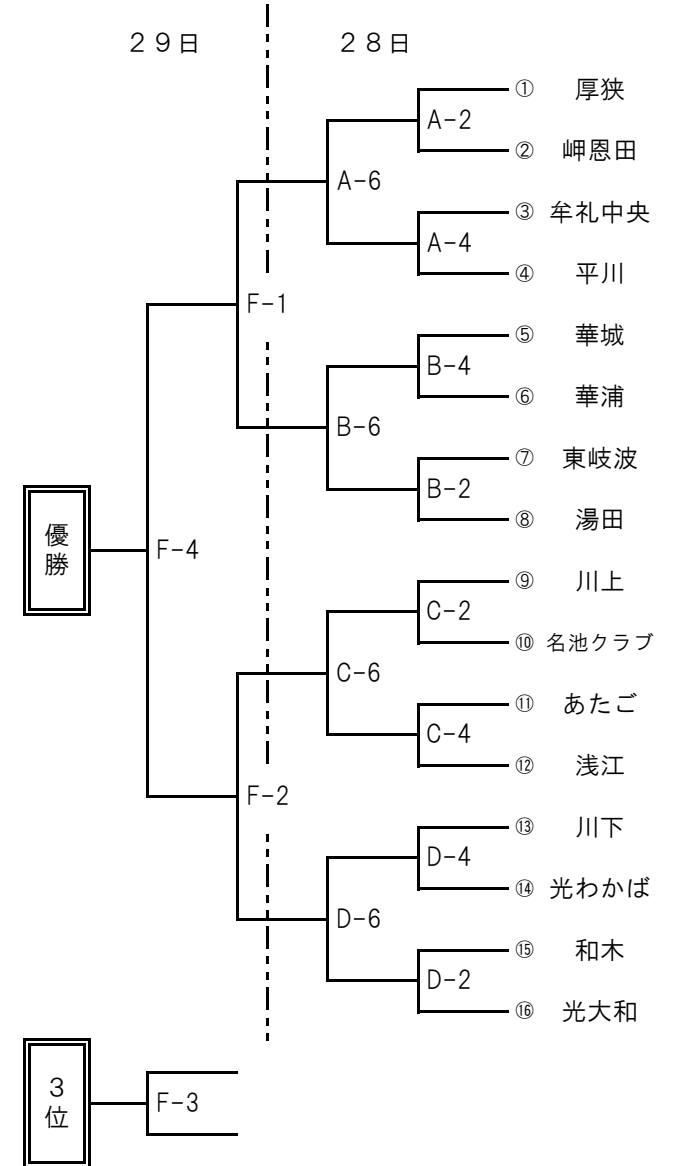 ２９日　２８日
①　厚狭
A-2
②　岬恩田
A-6
③　牟礼中央
A-4
④　平川
F-1
⑤　華城
B-4
⑥　華浦
B-6
⑦　東岐波
B-2
⑧　湯田
優勝
F-4
⑨　川上
C-2
⑩　名池クラブ
C-6
⑪　あたご
C-4
⑫　浅江
F-2
⑬　川下
D-4
⑭　光わかば
D-6
⑮　和木
D-2
⑯　光大和
３位
F-3